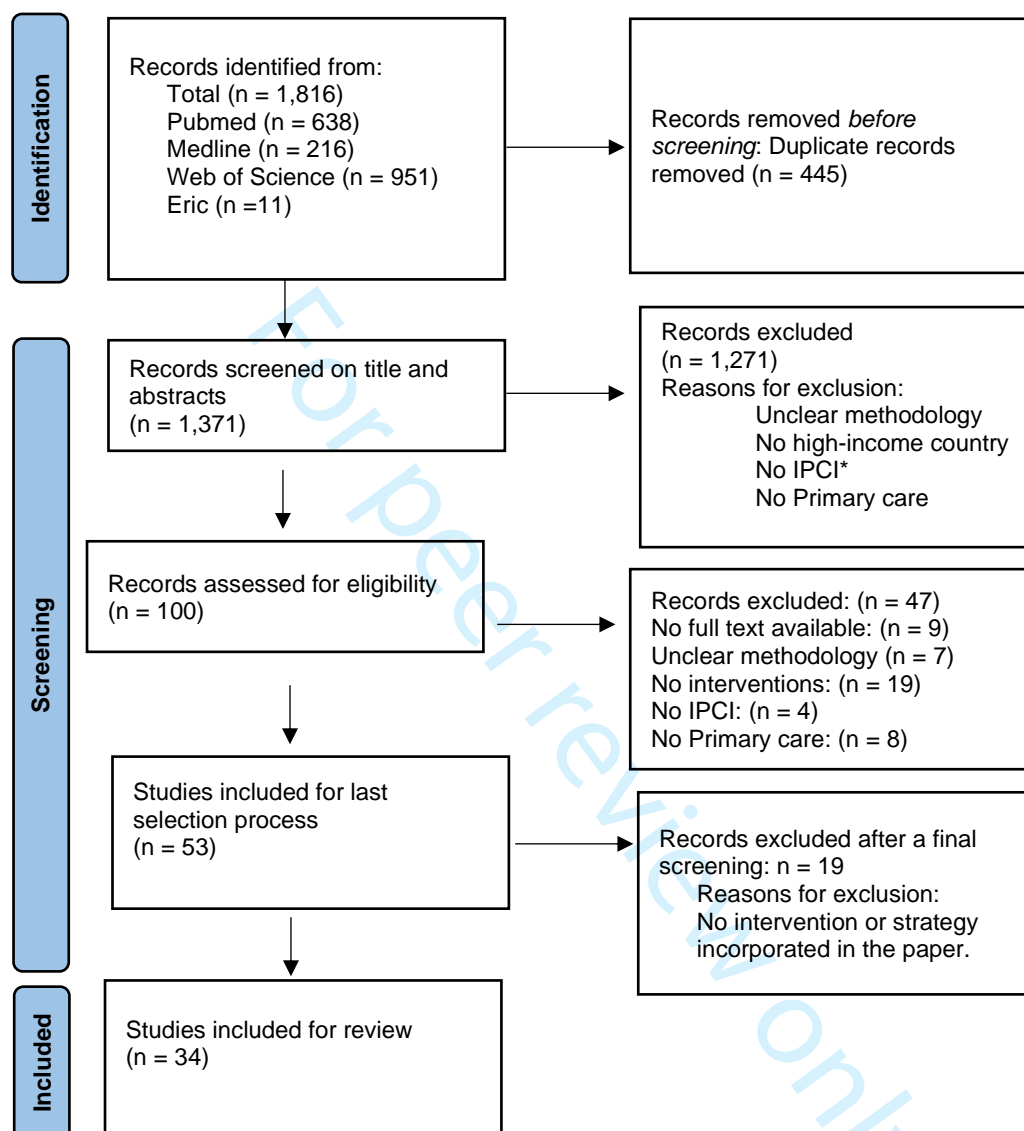 Identification
Records identified from:
Total (n = 1,816)
Pubmed (n = 638)
Medline (n = 216)
Web of Science (n = 951)
Eric (n =11)
Records removed before
screening: Duplicate records
removed (n = 445)
Screening
Records screened on title and
abstracts
(n = 1,371)
Records excluded
(n = 1,271)
Reasons for exclusion:
Unclear methodology
No high-income country
No IPCI*
No Primary care
Records assessed for eligibility
(n = 100)
Records excluded: (n = 47)
No full text available: (n = 9)
Unclear methodology (n = 7)
No interventions: (n = 19)
No IPCI: (n = 4)
No Primary care: (n = 8)
Studies included for last
selection process
(n = 53)
Records excluded after a final
screening: n = 19
Reasons for exclusion:
No intervention or strategy
incorporated in the paper.
Included
Studies included for review
(n = 34)
For peer review only